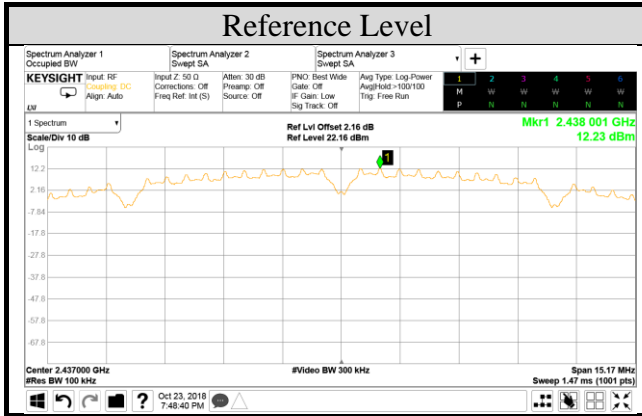 Reference Level
Spectrum Analyzer 1
Occupied BW
Spectrum Analyzer 2
Swept SA
Spectrum Analyzer 3
Swept SA
+
KEYSIGHT
LXI
Input: RF
Coupling: DC
Align: Auto
Input Z: 50 Ω
Corrections: Off
Freq Ref: Int (S)
Atten: 30 dB
Preamp: Off
Source: Off
PNO: Best Wide
Gate: Off
IF Gain: Low
Sig Track: Off
Avg Type: Log-Power
Avg|Hold:>100/100
Trig: Free Run
1 2 3 4 5 6
M W W W W W
P N N N N N
1 Spectrum
Scale/Div 10 dB
Ref Lvl Offset 2.16 dB
Ref Level 22.16 dBm
Mkr1 2.438 001 GHz
12.23 dBm
Log
1
12.2
2.16
-7.84
-17.8
-27.8
-37.8
-47.8
-57.8
-67.8
Center 2.437000 GHz
#Res BW 100 kHz
#Video BW 300 kHz
Span 15.17 MHz
Sweep 1.47 ms (1001 pts)
?
Oct 23, 2018
7:48:40 PM